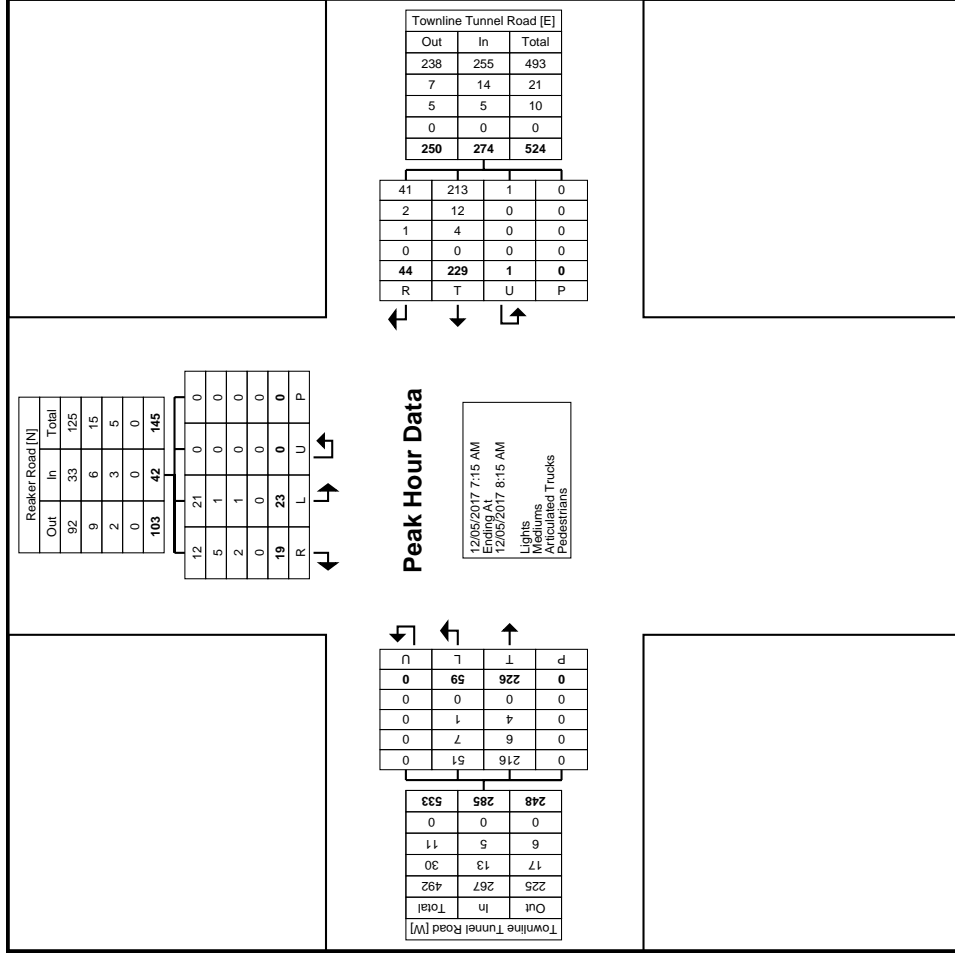 Townline Tunnel Road [E]
Out In Total
238 255 493
7 14 21
5 5 10
0 0 0
250 274 524
41 213 1 0
2 12 0 0
1 4 0 0
0 0 0 0
44 229 1 0
R T U P
Reaker Road [N]
Out In Total
92 33 125
9 6 15
2 3 5
0 0 0
103 42 145
12 21 0 0
5 1 0 0
2 1 0 0
0 0 0 0
19 23 0 0
R L U P
Peak Hour Data
12/05/2017 7:15 AM
Ending At
12/05/2017 8:15 AM
Lights
Mediums
Articulated Trucks
Pedestrians
Townline Tunnel Road [W]
Out In Total
225 267 492
17 13 30
6 5 11
0 0 0
248 285 533
0 216 51 0
0 6 7 0
0 4 1 0
0 0 0 0
0 226 59 0
P T L U